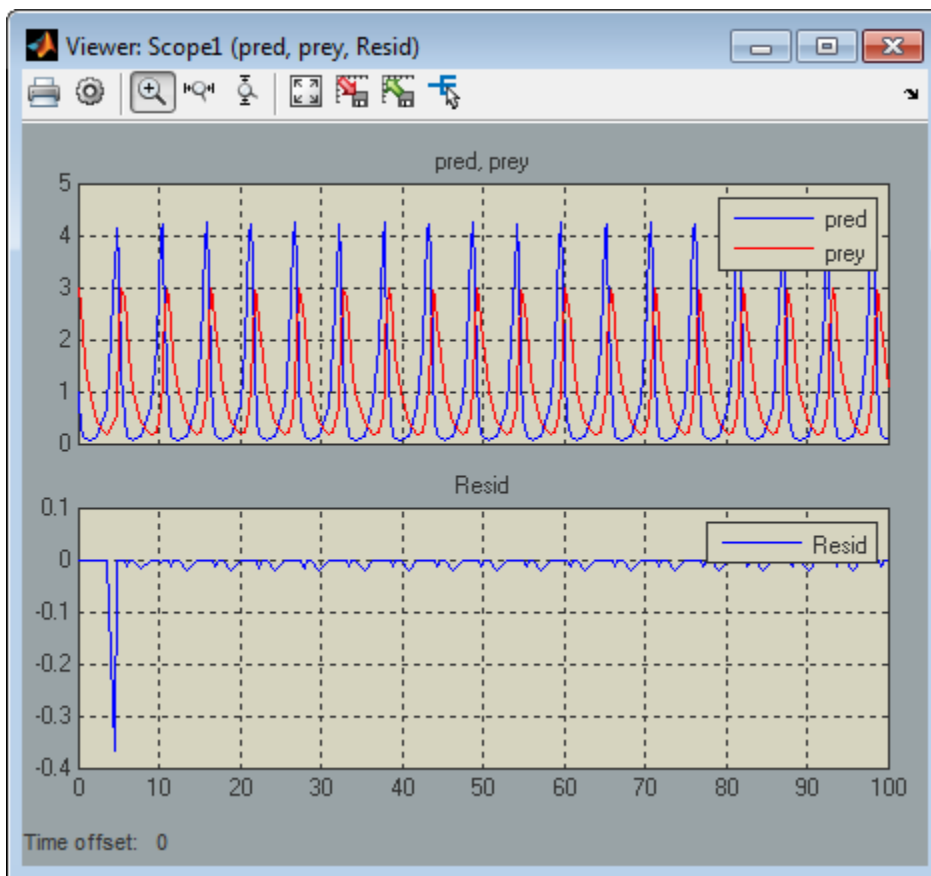 Viewer: Scope1 (pred, prey, Resid)
pred, prey
5
4
3
2
1
0
pred
prey
Resid
0.1
0
-0.1
-0.2
-0.3
-0.4
Resid
0 10 20 30 40 50 60 70 80 90 100
Time offset: 0